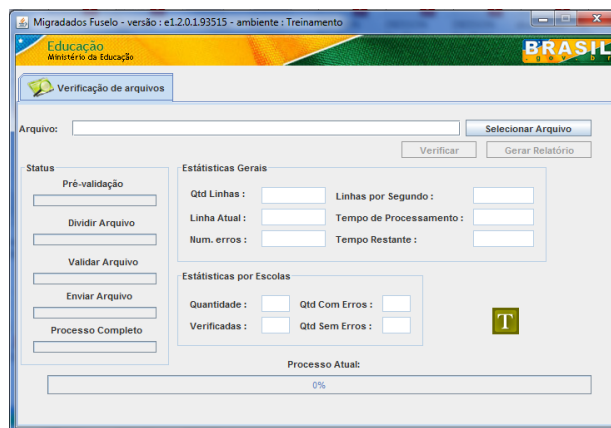 Migradados Fuselo - versão : e1.2.0.1.93515 - ambiente : Treinamento
Educação
Ministério da Educação
BRASIL
.gov.br
Verificação de arquivos
Arquivo:
Selecionar Arquivo
Verificar
Gerar Relatório
Status
Pré-validação
Dividir Arquivo
Validar Arquivo
Enviar Arquivo
Processo Completo
Estátisticas Gerais
Qtd Linhas :
Linhas por Segundo :
Linha Atual :
Tempo de Processamento :
Num. erros :
Tempo Restante :
Estátisticas por Escolas
Quantidade :
Qtd Com Erros :
Verificadas :
Qtd Sem Erros :
T
Processo Atual:
0%